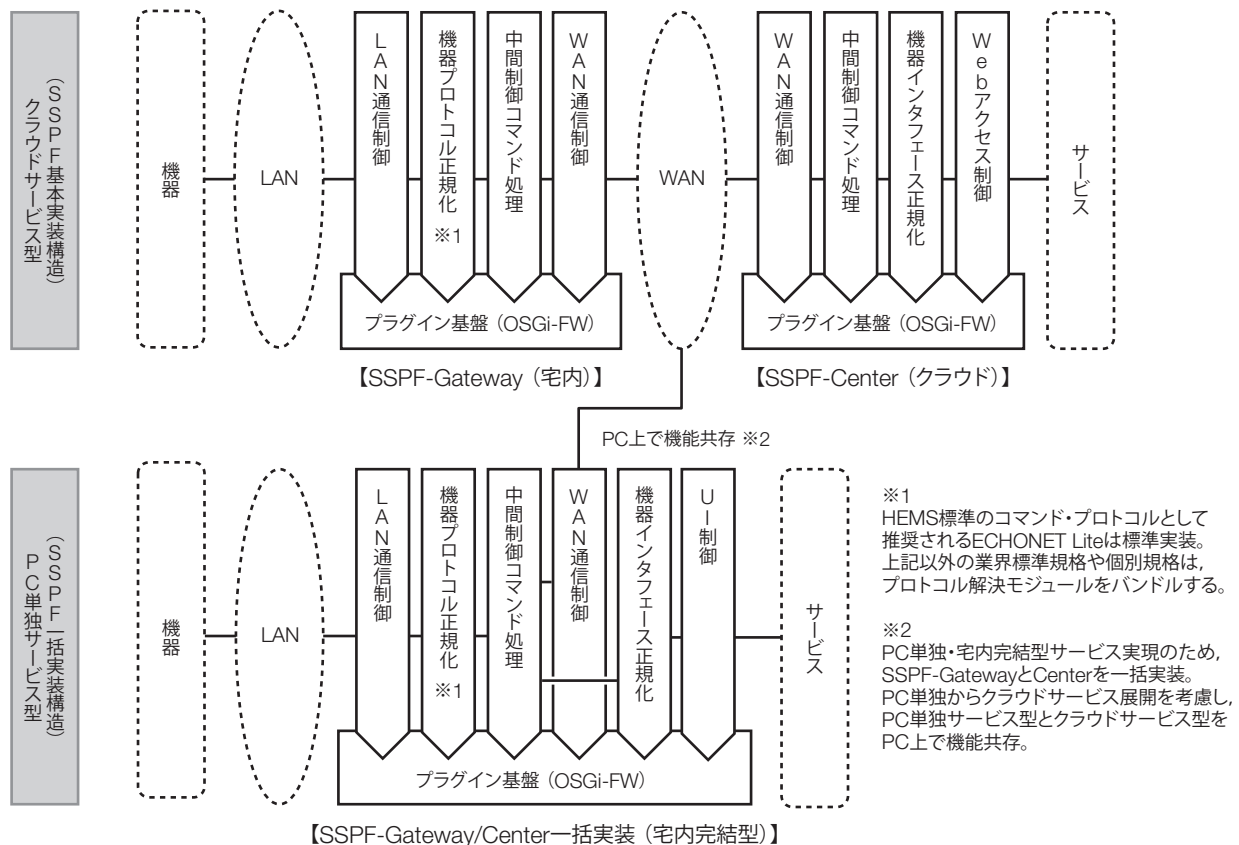 クラウドサービス型
（SSPF基本実装構造）
機器
LAN
LAN通信制御
機器プロトコル正規化 ※1
中間制御コマンド処理
WAN通信制御
プラグイン基盤（OSGi-FW）
【SSPF-Gateway（宅内）】
WAN
WAN通信制御
中間制御コマンド処理
機器インタフェース正規化
Webアクセス制御
プラグイン基盤（OSGi-FW）
【SSPF-Center（クラウド）】
サービス
PC上で機能共存 ※2
PC単独サービス型
（SSPF一括実装構造）
機器
LAN
LAN通信制御
機器プロトコル正規化 ※1
中間制御コマンド処理
WAN通信制御
機器インタフェース正規化
UI制御
プラグイン基盤（OSGi-FW）
【SSPF-Gateway/Center一括実装（宅内完結型）】
サービス
※1
HEMS標準のコマンド・プロトコルとして
推奨されるECHONET Liteは標準実装。
上記以外の業界標準規格や個別規格は，
プロトコル解決モジュールをバンドルする。
※2
PC単独・宅内完結型サービス実現のため，
SSPF-GatewayとCenterを一括実装。
PC単独からクラウドサービス展開を考慮し，
PC単独サービス型とクラウドサービス型を
PC上で機能共存。